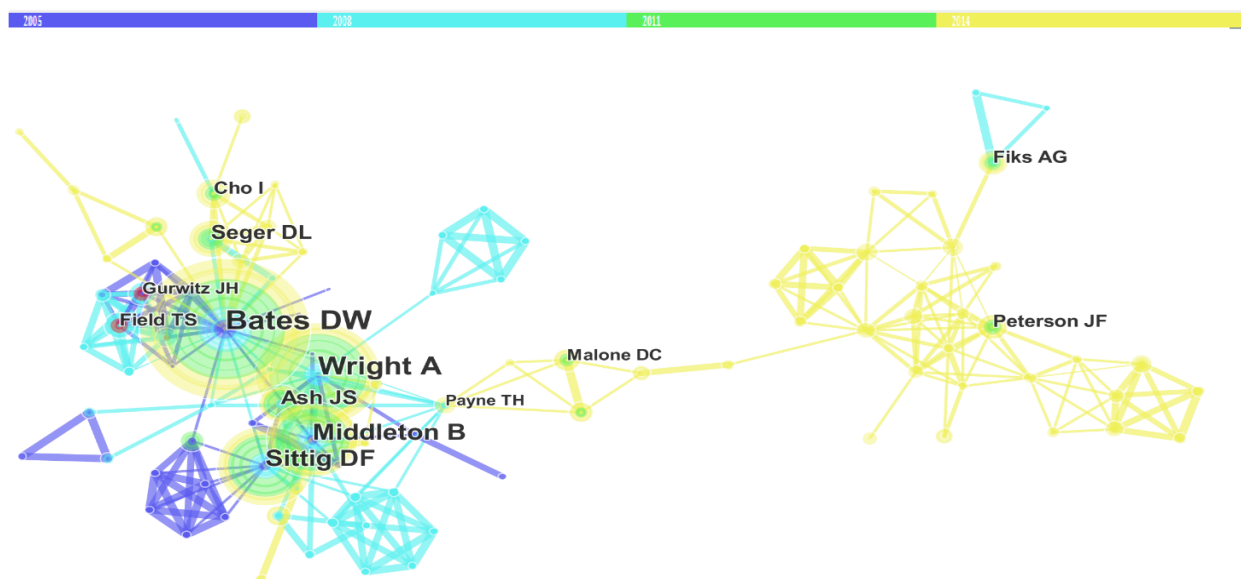 2005 2008 2011 2014
Fiks AG
Cho I
Seger DL
Gurwitz JH
Field TS
Bates DW
Peterson JF
Malone DC
Wright A
Ash JS
Payne TH
Middleton B
Sittig DF